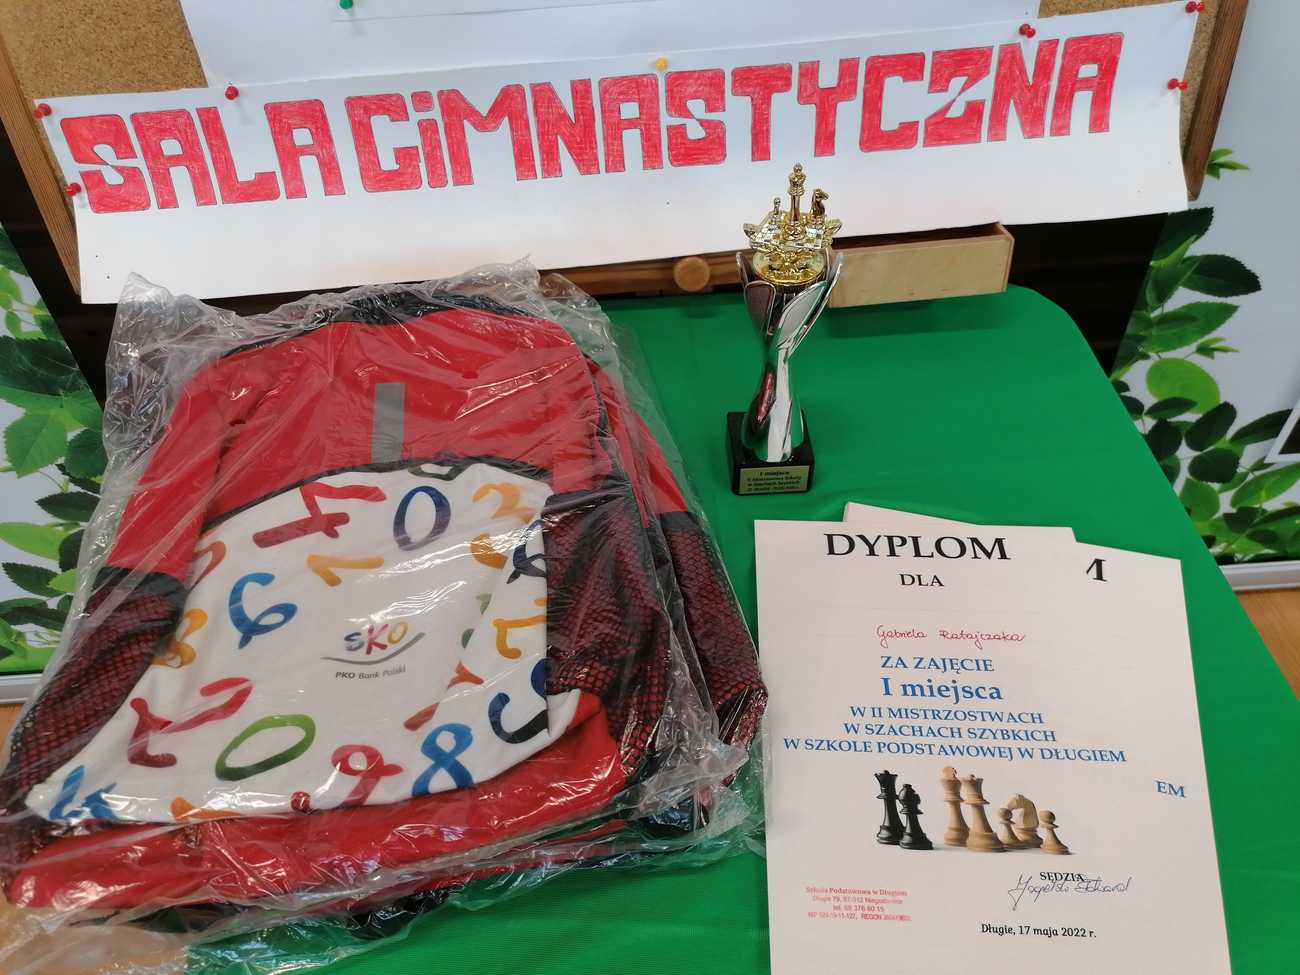 SALA GiMNASTYCZNA
I miejsce
SKO
PKO Bank Polski
DYPLOM
DLA
Gabriela Ratajczaka
ZA ZAJĘCIE
I miejsca
W II MISTRZOSTWACH
W SZACHACH SZYBKICH
W SZKOLE PODSTAWOWEJ W DŁUGIEM
SĘDZIA
Szkoła Podstawowa w Długiem
Długie, 17 maja 2022 r.
M
EM